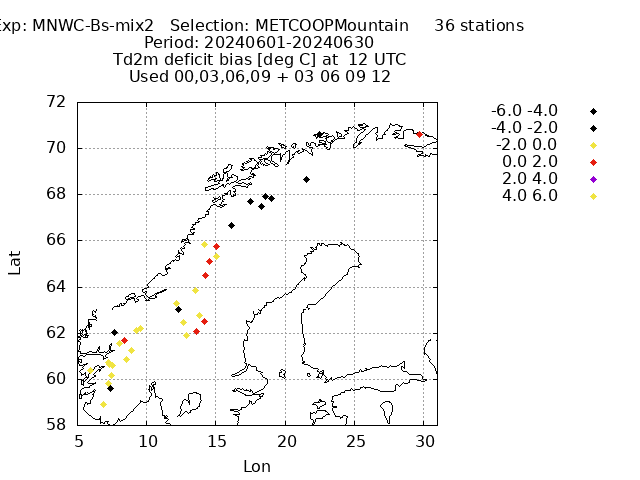 Exp: MNWC-Bs-mix2   Selection: METCOOPMountain     36 stations
Period: 20240601-20240630
Td2m deficit bias [deg C] at  12 UTC
Used 00,03,06,09 + 03 06 09 12
-6.0 -4.0
-4.0 -2.0
-2.0 0.0
0.0 2.0
2.0 4.0
4.0 6.0
72
70
68
66
64
62
60
58
Lat
5 10 15 20 25 30
Lon